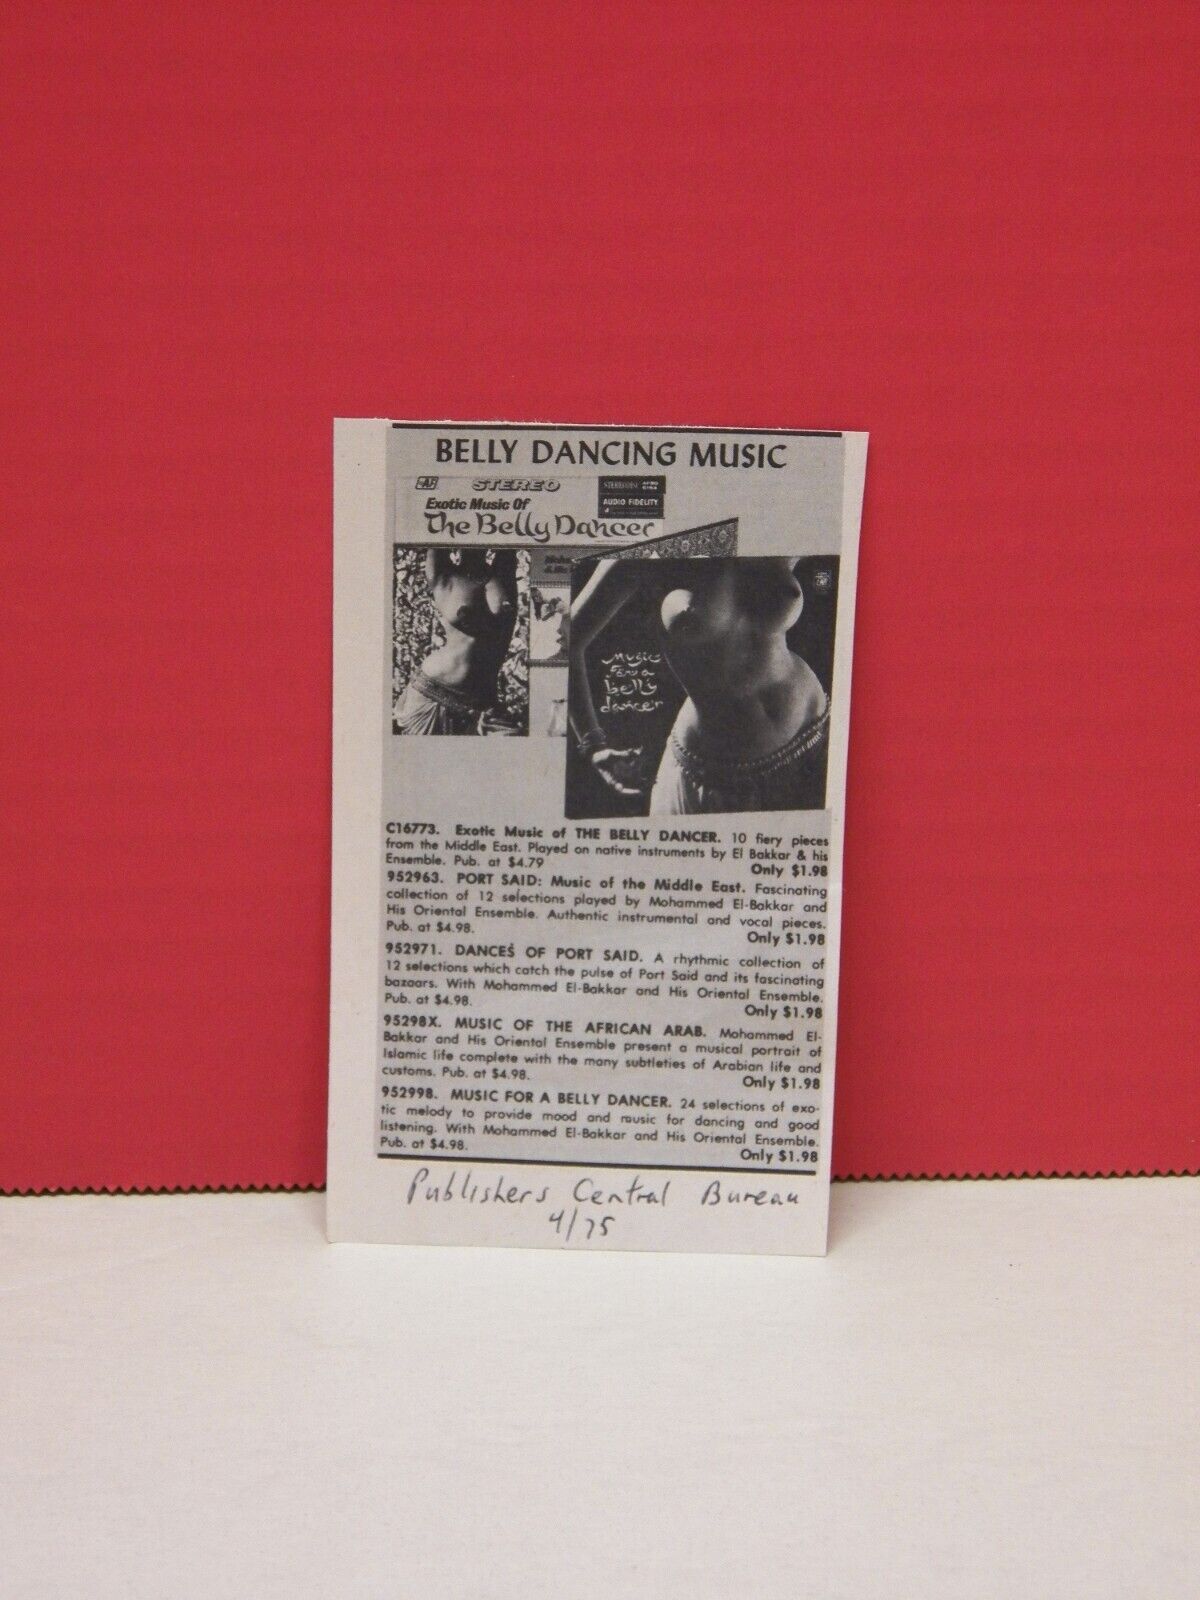 BELLY DANCING MUSIC
AF STEREO
AUDIO FIDELITY
Exotic Music Of
The Belly Dancer
Music
For a
belly
dancer
C16773. Exotic Music of THE BELLY DANCER. 10 fiery pieces
from the Middle East. Played on native instruments by El Bakkar & his
Ensemble. Pub. at $4.79 Only $1.98
952963. PORT SAID: Music of the Middle East. Fascinating
collection of 12 selections played by Mohammed El-Bakkar and
His Oriental Ensemble. Authentic instrumental and vocal pieces.
Pub. at $4.98. Only $1.98
952971. DANCES OF PORT SAID. A rhythmic collection of
12 selections which catch the pulse of Port Said and its fascinating
bazaars. With Mohammed El-Bakkar and His Oriental Ensemble.
Pub. at $4.98. Only $1.98
95298X. MUSIC OF THE AFRICAN ARAB. Mohammed El-
Bakkar and His Oriental Ensemble present a musical portrait of
Islamic life complete with the many subtleties of Arabian life and
customs. Pub. at $4.98. Only $1.98
952998. MUSIC FOR A BELLY DANCER. 24 selections of exo-
tic melody to provide mood and music for dancing and good
listening. With Mohammed El-Bakkar and His Oriental Ensemble.
Pub. at $4.98. Only $1.98
Publishers Central Bureau
4/75